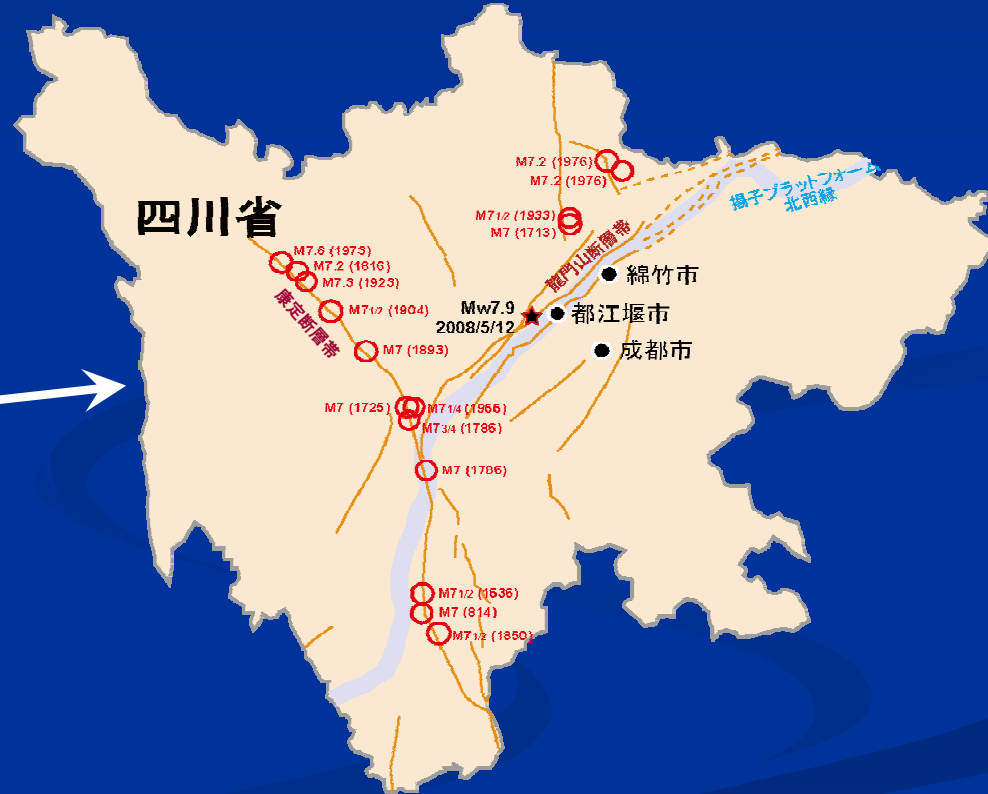 四川省
M7.2 (1976)
M7.2 (1976)
揚子プラットフォーム
北西縁
M7 1/2 (1933)
M7 (1713)
龍門山断層帯
M7.6 (1973)
M7.2 (1816)
M7.3 (1923)
康定断層帯
M7 1/2 (1904)
M7 (1893)
Mw7.9
2008/5/12
綿竹市
都江堰市
成都市
M7 (1725)
M7 1/4 (1955)
M7 3/4 (1786)
M7 (1786)
M7 1/2 (1536)
M7 (814)
M7 1/2 (1850)